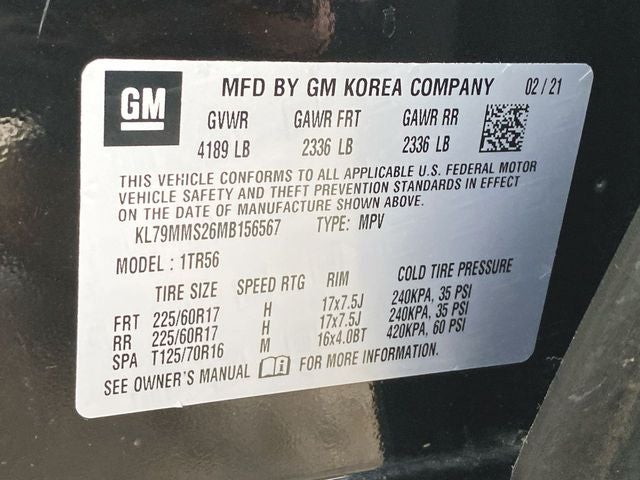 GM MFD BY GM KOREA COMPANY 02/21
GVWR GAWR FRT GAWR RR
4189 LB 2336 LB 2336 LB
THIS VEHICLE CONFORMS TO ALL APPLICABLE U.S. FEDERAL MOTOR
VEHICLE SAFETY AND THEFT PREVENTION STANDARDS IN EFFECT
ON THE DATE OF MANUFACTURE SHOWN ABOVE.
KL79MMS26MB156567 TYPE: MPV
MODEL: 1TR56
TIRE SIZE SPEED RTG RIM COLD TIRE PRESSURE
FRT 225/60R17 H 17x7.5J 240KPA, 35 PSI
RR 225/60R17 H 17x7.5J 240KPA, 35 PSI
SPA T125/70R16 M 16x4.0BT 420KPA, 60 PSI
SEE OWNER'S MANUAL FOR MORE INFORMATION.